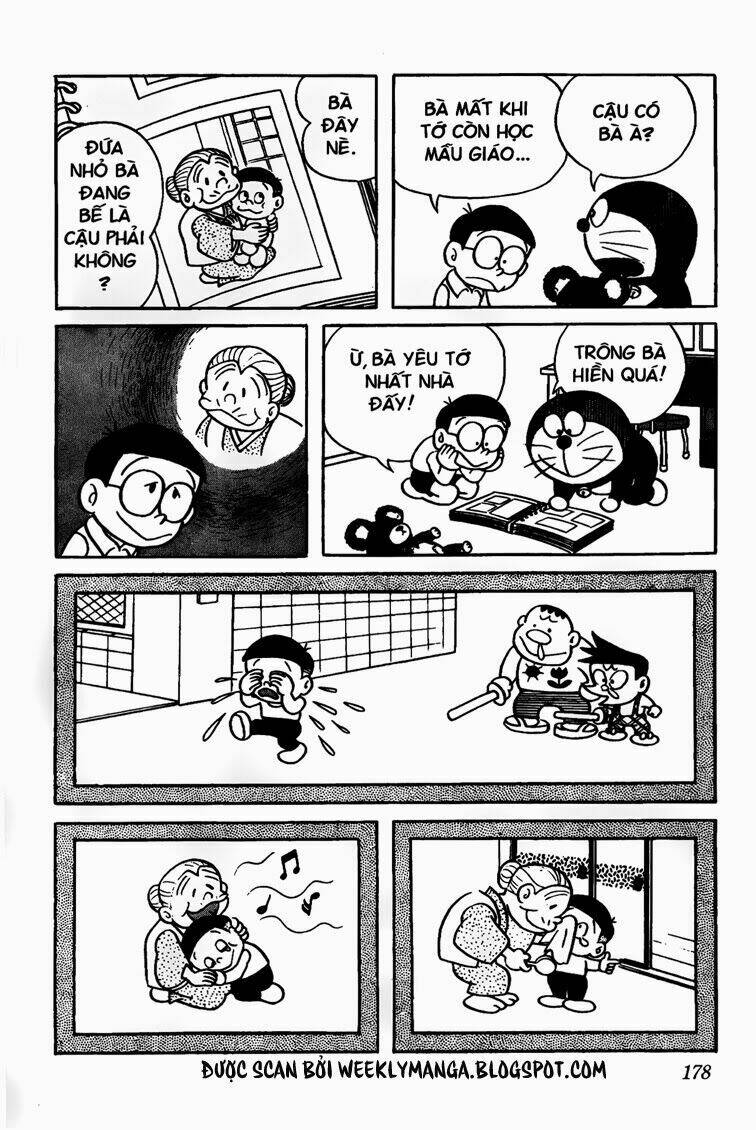 CẬU CÓ
BÀ À?
BÀ MẤT KHI
TỚ CÒN HỌC
MẪU GIÁO...
BÀ
ĐÂY
NÈ.
ĐỨA
NHỎ BÀ
ĐANG
BẾ LÀ
CẬU PHẢI
KHÔNG
?
TRÔNG BÀ
HIỀN QUÁ!
Ừ, BÀ YÊU TỚ
NHẤT NHÀ
ĐẤY!
ĐƯỢC SCAN BỞI WEEKLYMANGA.BLOGSPOT.COM
178